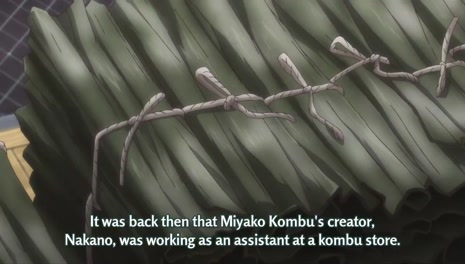 It was back then that Miyako Kombu's creator,
Nakano, was working as an assistant at a kombu store.